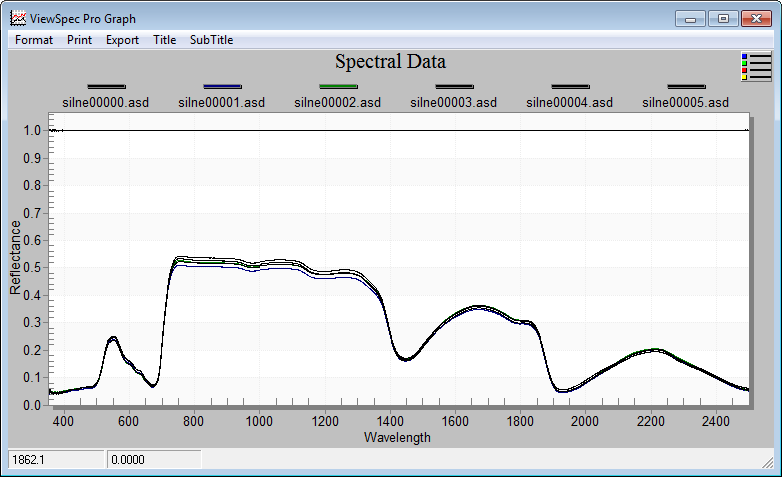 ViewSpec Pro Graph
Format Print Export Title SubTitle
Spectral Data
silne00000.asd silne00001.asd silne00002.asd silne00003.asd silne00004.asd silne00005.asd
1.0
0.9
0.8
0.7
0.6
0.5
0.4
0.3
0.2
0.1
0.0
Reflectance
400 600 800 1000 1200 1400 1600 1800 2000 2200 2400
Wavelength
1862.1 0.0000